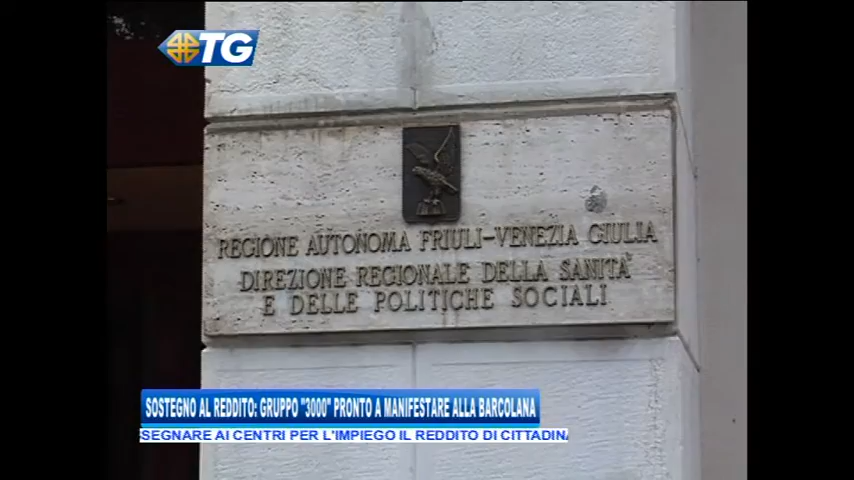 TG
REGIONE AUTONOMA FRIULI-VENEZIA GIULIA
DIREZIONE REGIONALE DELLA SANITÀ
E DELLE POLITICHE SOCIALI
SOSTEGNO AL REDDITO: GRUPPO "3000" PRONTO A MANIFESTARE ALLA BARCOLANA
SEGNARE AI CENTRI PER L'IMPIEGO IL REDDITO DI CITTADIN